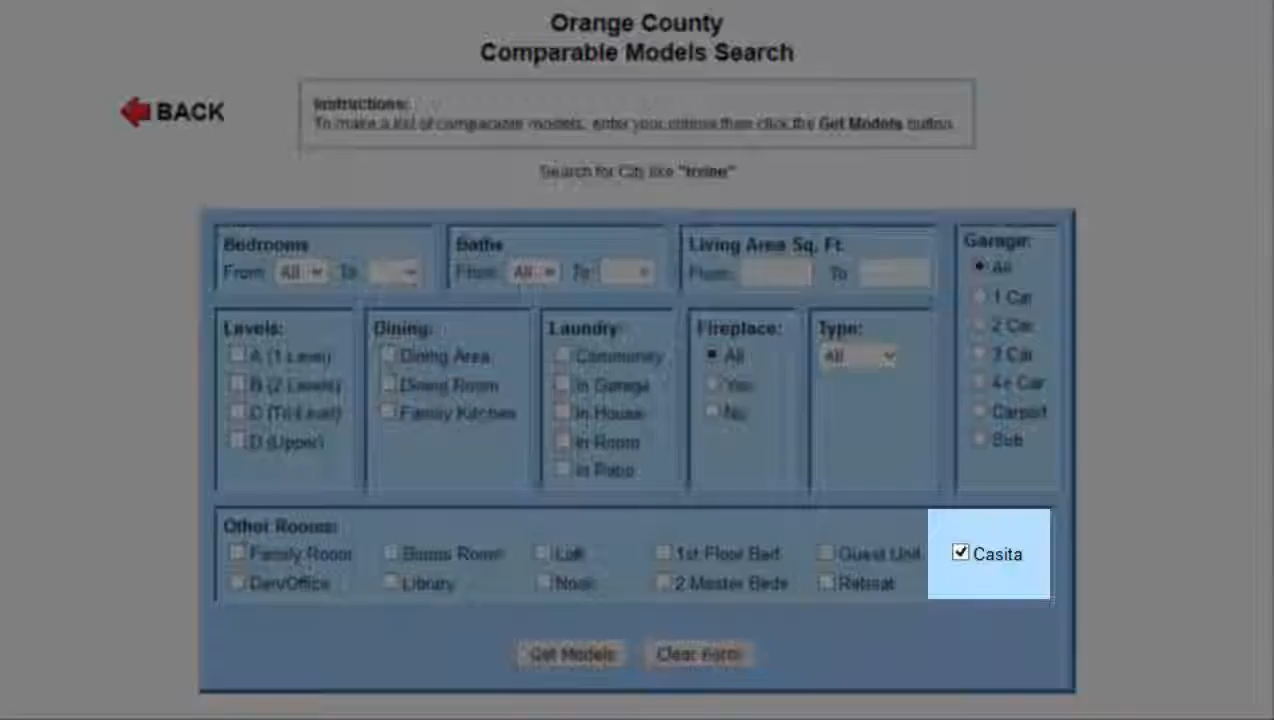 Orange County
Comparable Models Search
BACK
Instructions:
To make a list of comparable models, enter your criteria then click the Get Models button.
Search for City like "Irvine"
Bedrooms
From: All To:
Baths
From: All To:
Living Area Sq. Ft.
From: To:
Garage:
All
1 Car
2 Car
3 Car
4+ Car
Carport
Levels:
A (1 Level)
B (2 Levels)
C (Tri-Level)
D (Upper)
Dining:
Dining Area
Dining Room
Family Kitchen
Laundry:
Community
In Garage
In House
In Room
In Patio
Fireplace:
All
Yes
No
Type:
All
Other Rooms:
Family Room Bonus Room Loft 1st Floor Bed Guest Unit Casita
Den/Office Library Nook 2 Master Beds Retreat
Get Models Clear Form